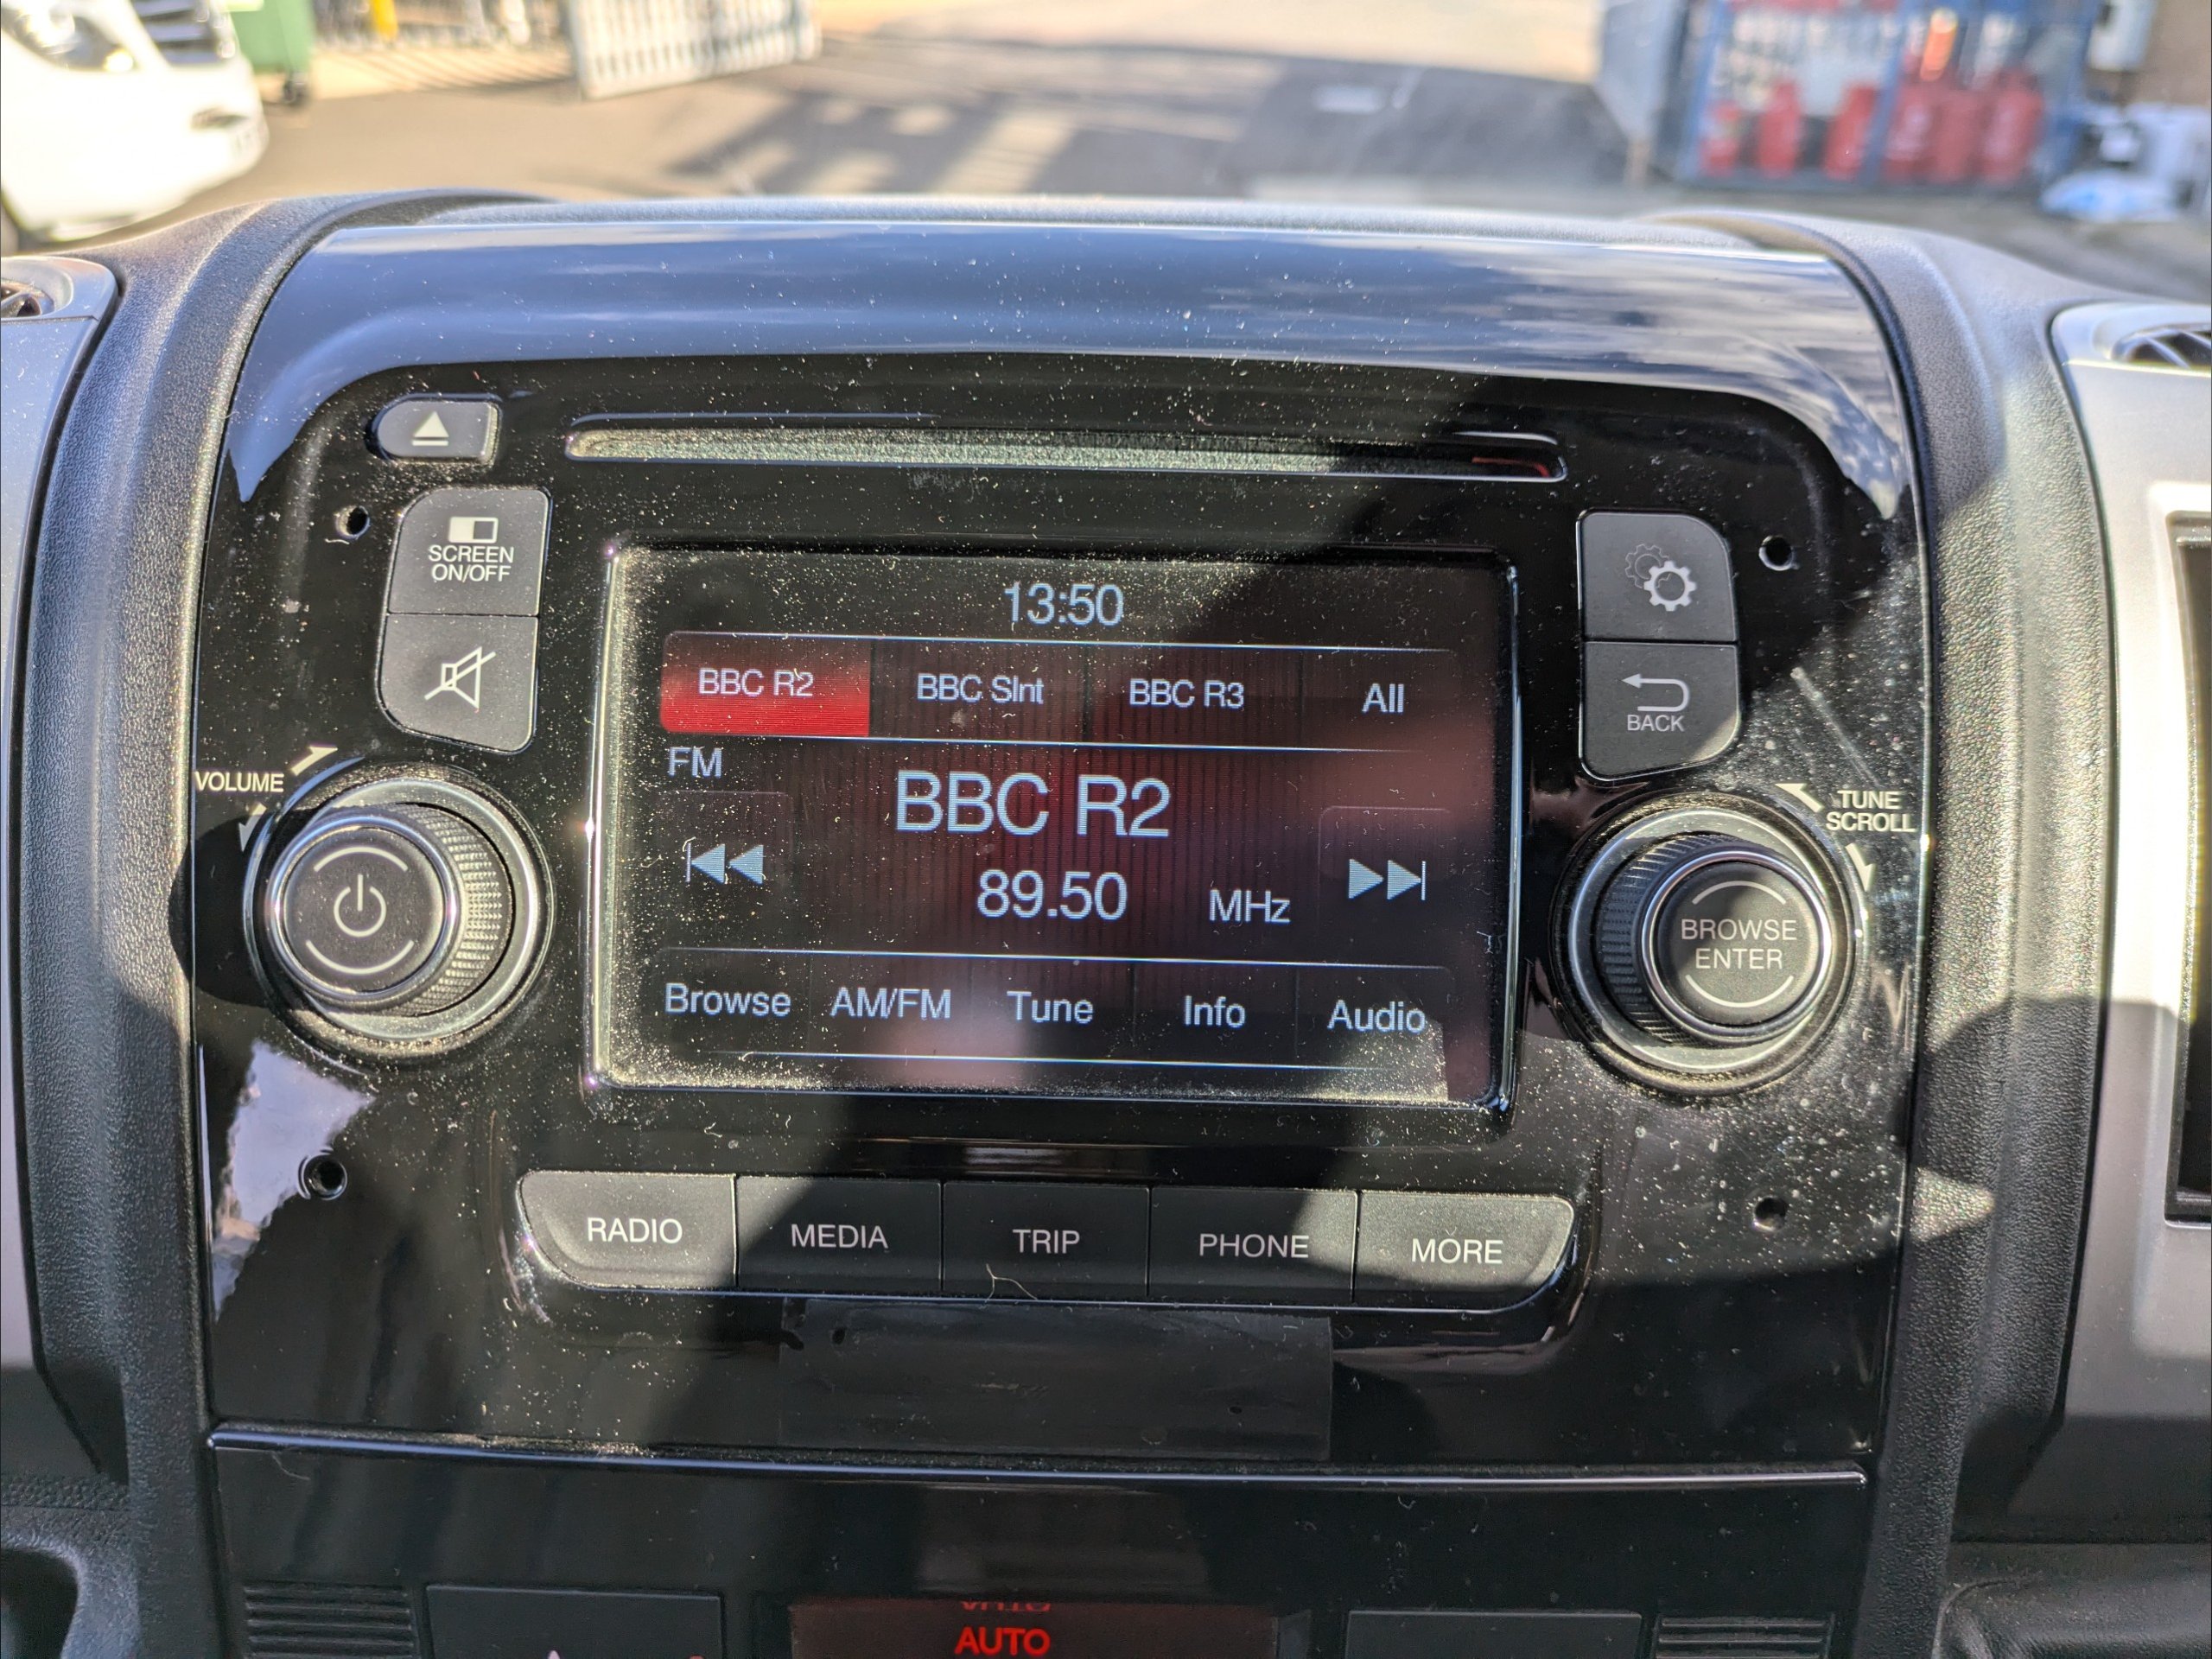 SCREEN
ON/OFF
13:50
BBC R2
BBC SInt
BBC R3
All
BACK
VOLUME
FM
BBC R2
89.50 MHz
TUNE
SCROLL
BROWSE
ENTER
Browse
AM/FM
Tune
Info
Audio
RADIO
MEDIA
TRIP
PHONE
MORE
AUTO